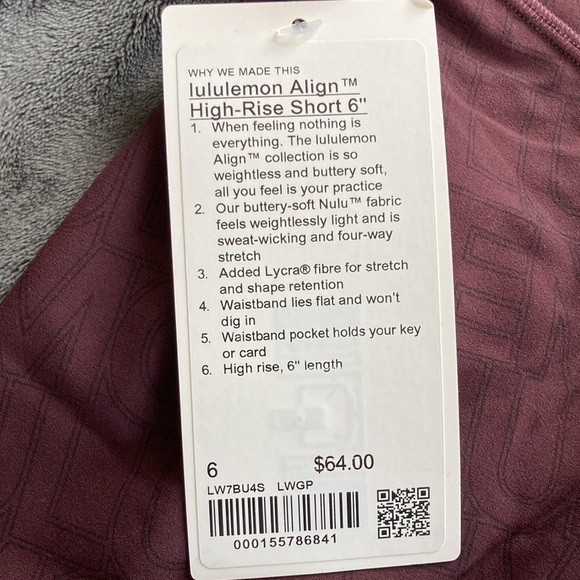 WHY WE MADE THIS
lululemon Align™
High-Rise Short 6"
1. When feeling nothing is
everything. The lululemon
Align™ collection is so
weightless and buttery soft,
all you feel is your practice
2. Our buttery-soft Nulu™ fabric
feels weightlessly light and is
sweat-wicking and four-way
stretch
3. Added Lycra® fibre for stretch
and shape retention
4. Waistband lies flat and won't
dig in
5. Waistband pocket holds your key
or card
6. High rise, 6" length
6 $64.00
LW7BU4S LWGP
000155786841